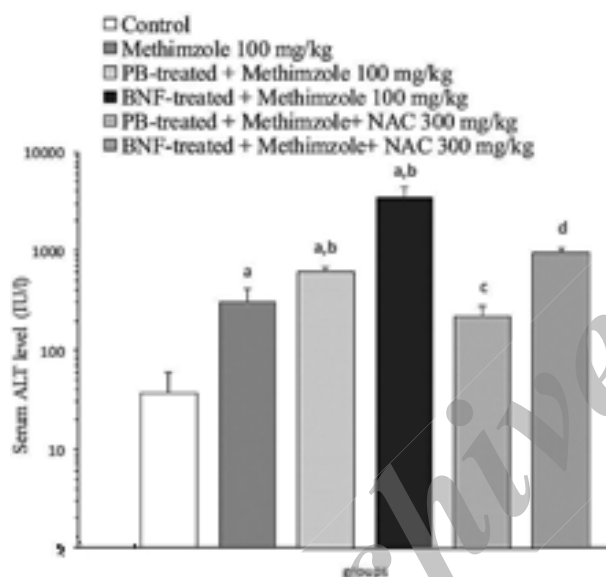 Control
Methimzole 100 mg/kg
PB-treated + Methimzole 100 mg/kg
BNF-treated + Methimzole 100 mg/kg
PB-treated + Methimzole+ NAC 300 mg/kg
BNF-treated + Methimzole+ NAC 300 mg/kg
10000
1000
100
10
Serum ALT level (IU/l)
a
a,b
a,b
c
d
groups